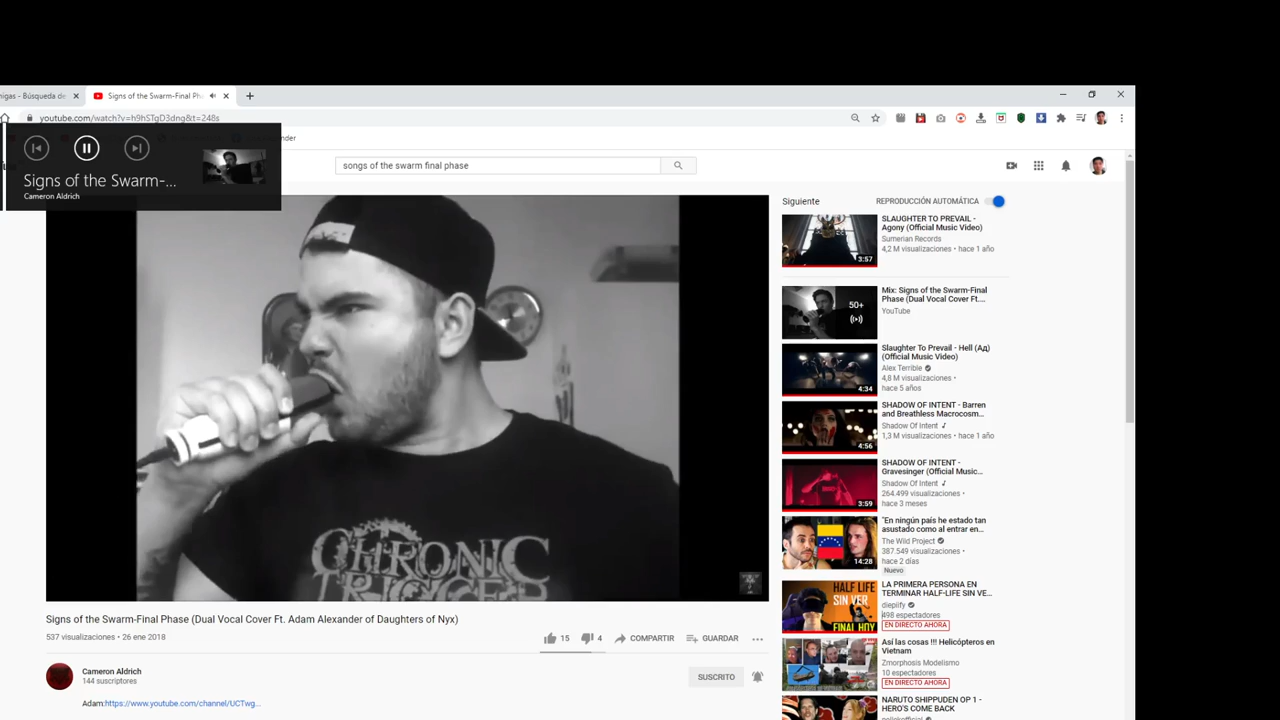 nigas - Búsqueda de
Signs of the Swarm-Final Pha
youtube.com/watch?v=h9hSTgD3dng&t=248s
ender
Signs of the Swarm-...
Cameron Aldrich
songs of the swarm final phase
CHRONIC
Siguiente
REPRODUCCIÓN AUTOMÁTICA
SLAUGHTER TO PREVAIL -
Agony (Official Music Video)
Sumerian Records
4,2 M visualizaciones • hace 1 año
3:57
Mix: Signs of the Swarm-Final
Phase (Dual Vocal Cover Ft....
YouTube
50+
Slaughter To Prevail - Hell (Ад)
(Official Music Video)
Alex Terrible
4,8 M visualizaciones •
hace 5 años
4:34
SHADOW OF INTENT - Barren
and Breathless Macrocosm...
Shadow Of Intent
1,3 M visualizaciones • hace 1 año
4:56
SHADOW OF INTENT -
Gravesinger (Official Music...
Shadow Of Intent
264.499 visualizaciones •
hace 3 meses
3:59
"En ningún país he estado tan
asustado como al entrar en...
The Wild Project
387.549 visualizaciones •
hace 2 días
Nuevo
14:28
LA PRIMERA PERSONA EN
TERMINAR HALF-LIFE SIN VE...
dieplify
498 espectadores
EN DIRECTO AHORA
HALF LIFE
SIN VER
FINAL HOY
Así las cosas !!! Helicópteros en
Vietnam
Zmorphosis Modelismo
10 espectadores
EN DIRECTO AHORA
NARUTO SHIPPUDEN OP 1 -
HERO'S COME BACK
Signs of the Swarm-Final Phase (Dual Vocal Cover Ft. Adam Alexander of Daughters of Nyx)
537 visualizaciones • 26 ene 2018
15
4
COMPARTIR
GUARDAR
Cameron Aldrich
144 suscriptores
SUSCRITO
Adam:https://www.youtube.com/channel/UCTwg...